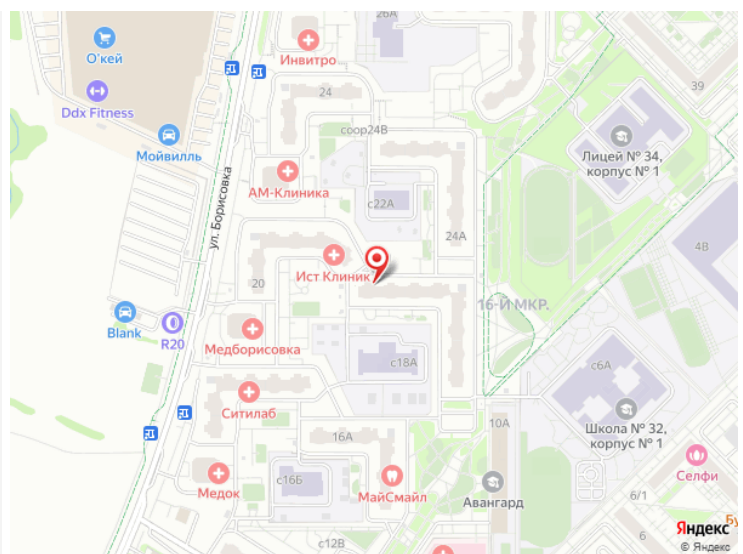 26А
О'кей
Инвитро
39
Ddx Fitness
24
соор24В
Мойвилль
Лицей № 34,
корпус № 1
АМ-Клиника
с22А
ул. Борисовка
24А
4В
Ист Клиник
20
16-Й МКР.
Blank
R20
Медборисовка
с18А
с6А
Ситилаб
10А
Школа № 32,
корпус № 1
16А
Селфи
Медок
с16Б
МайСмайл
Авангард
6/1
Бу
Яндекс
6
с12В
© Яндекс